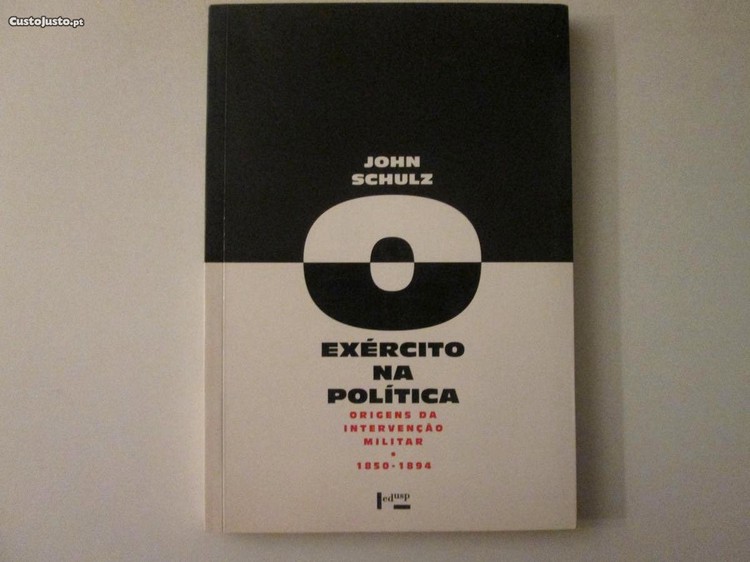 CustoJusto.pt
JOHN
SCHULZ
O
EXÉRCITO
NA
POLÍTICA
ORIGENS DA
INTERVENÇÃO
MILITAR
•
1850-1894
edusp